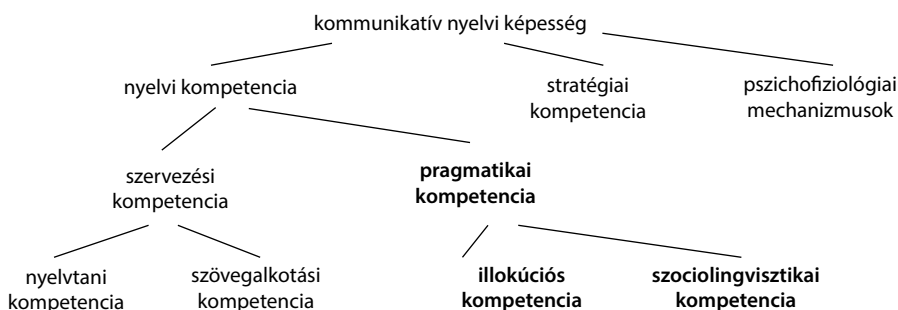 kommunikatív nyelvi képesség
nyelvi kompetencia
stratégiai
kompetencia
pszichofiziológiai
mechanizmusok
szervezési
kompetencia
pragmatikai
kompetencia
nyelvtani
kompetencia
szövegalkotási
kompetencia
illokúciós
kompetencia
szociolingvisztikai
kompetencia